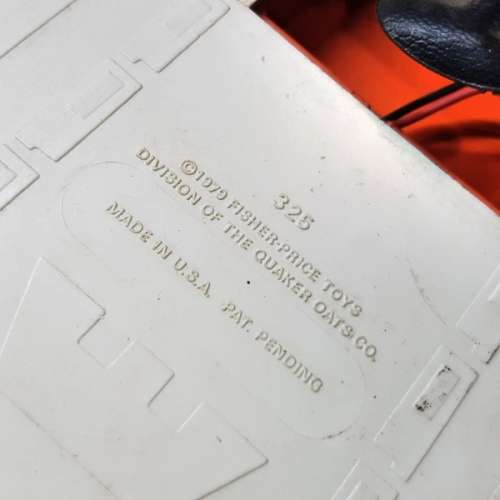 325
©1979 FISHER-PRICE TOYS
DIVISION OF THE QUAKER OATS CO.
MADE IN U.S.A. PAT. PENDING